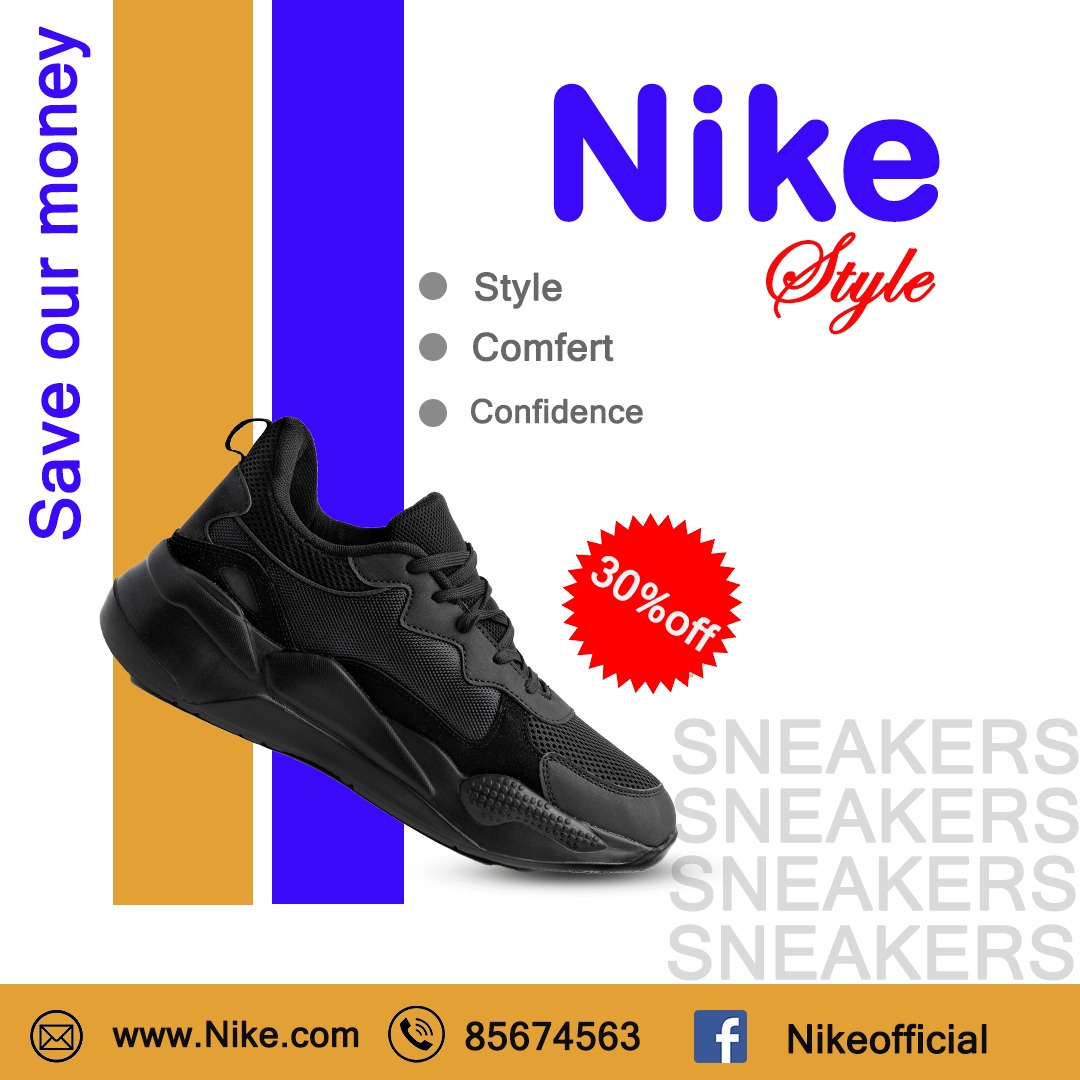 Save our money
Nike
Style
Style
Comfert
Confidence
30%off
SNEAKERS
SNEAKERS
SNEAKERS
SNEAKERS
www.Nike.com
85674563
f
Nikeofficial